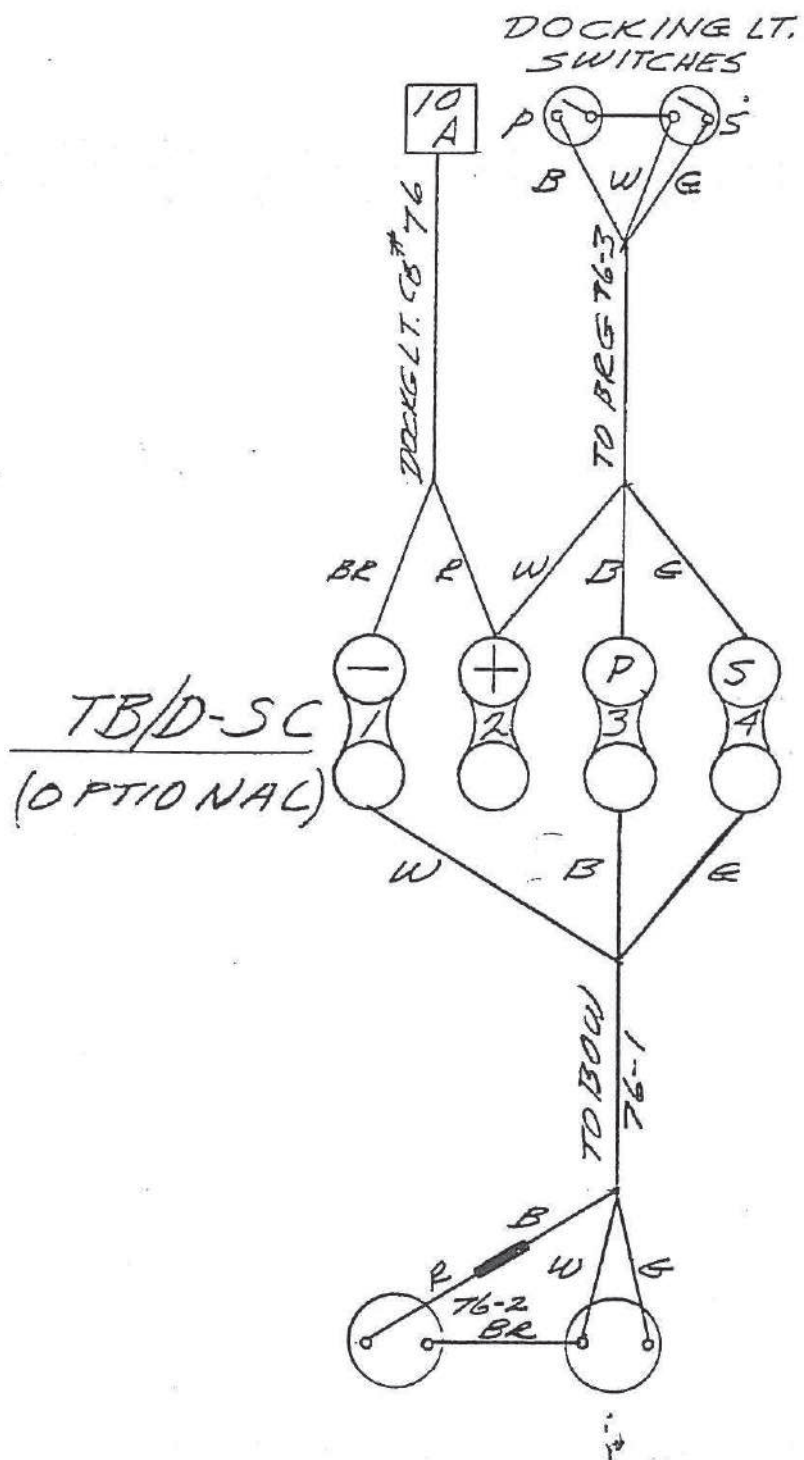 DOCKING LT.
SWITCHES
10
A
P
S
B
W
G
DOCKG LT. CB# 76
TO BRG 76-3
BR
R
W
B
G
−
+
P
S
TB/D-SC
1
2
3
4
(OPTIONAL)
W
B
G
TO BOW
76-1
B
R
W
G
76-2
BR